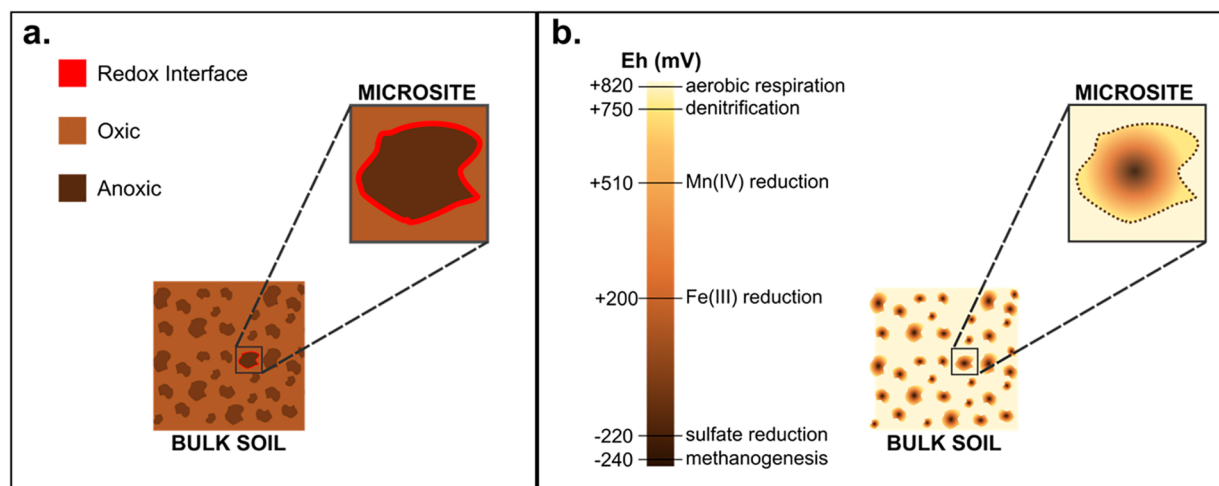 a.
Redox Interface
Oxic
Anoxic
MICROSITE
BULK SOIL
b.
Eh (mV)
+820 aerobic respiration
+750 denitrification
+510 Mn(IV) reduction
+200 Fe(III) reduction
-220 sulfate reduction
-240 methanogenesis
MICROSITE
BULK SOIL